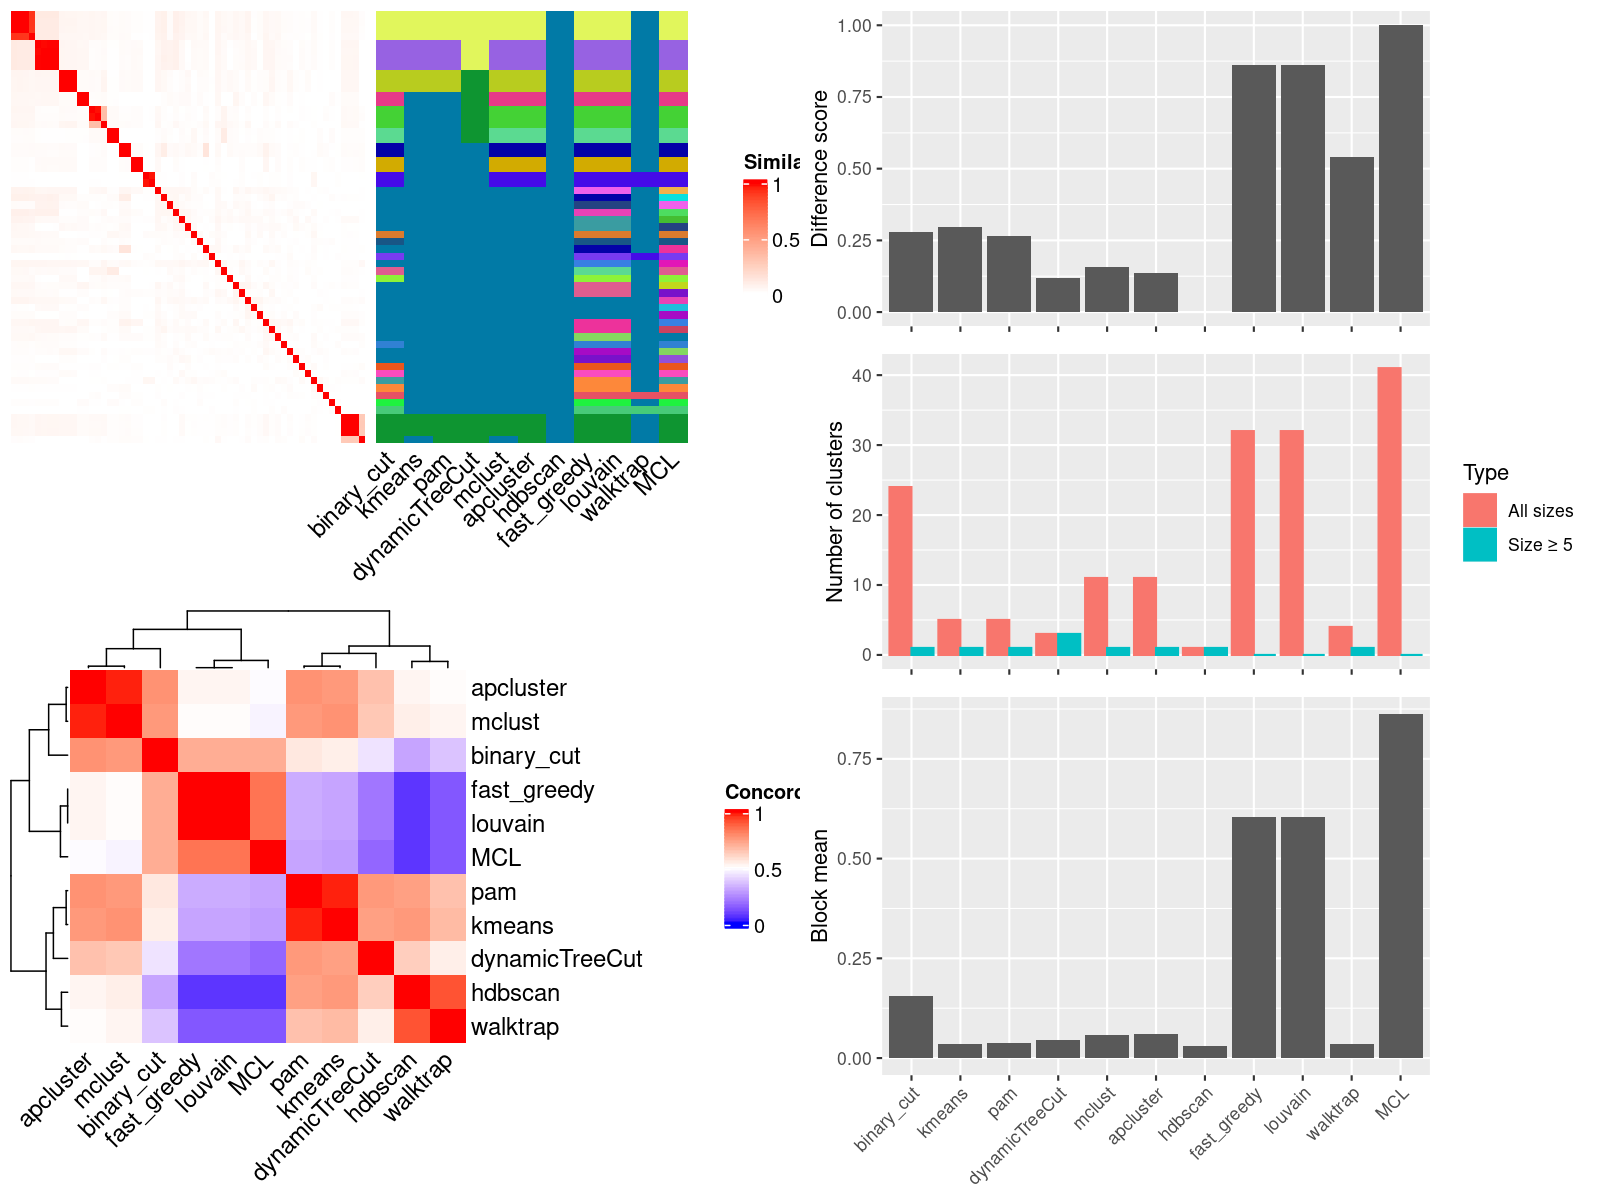 Simila
1
0.5
0
binary_cut
kmeans
pam
dynamicTreeCut
mclust
apcluster
hdbscan
fast_greedy
louvain
walktrap
MCL
apcluster
mclust
binary_cut
fast_greedy
louvain
MCL
pam
kmeans
dynamicTreeCut
hdbscan
walktrap
Concord
1
0.5
0
apcluster
mclust
binary_cut
fast_greedy
louvain
MCL
pam
kmeans
dynamicTreeCut
hdbscan
walktrap
Difference score
1.00
0.75
0.50
0.25
0.00
Number of clusters
40
30
20
10
0
Type
All sizes
Size ≥ 5
Block mean
0.75
0.50
0.25
0.00
binary_cut
kmeans
pam
dynamicTreeCut
mclust
apcluster
hdbscan
fast_greedy
louvain
walktrap
MCL